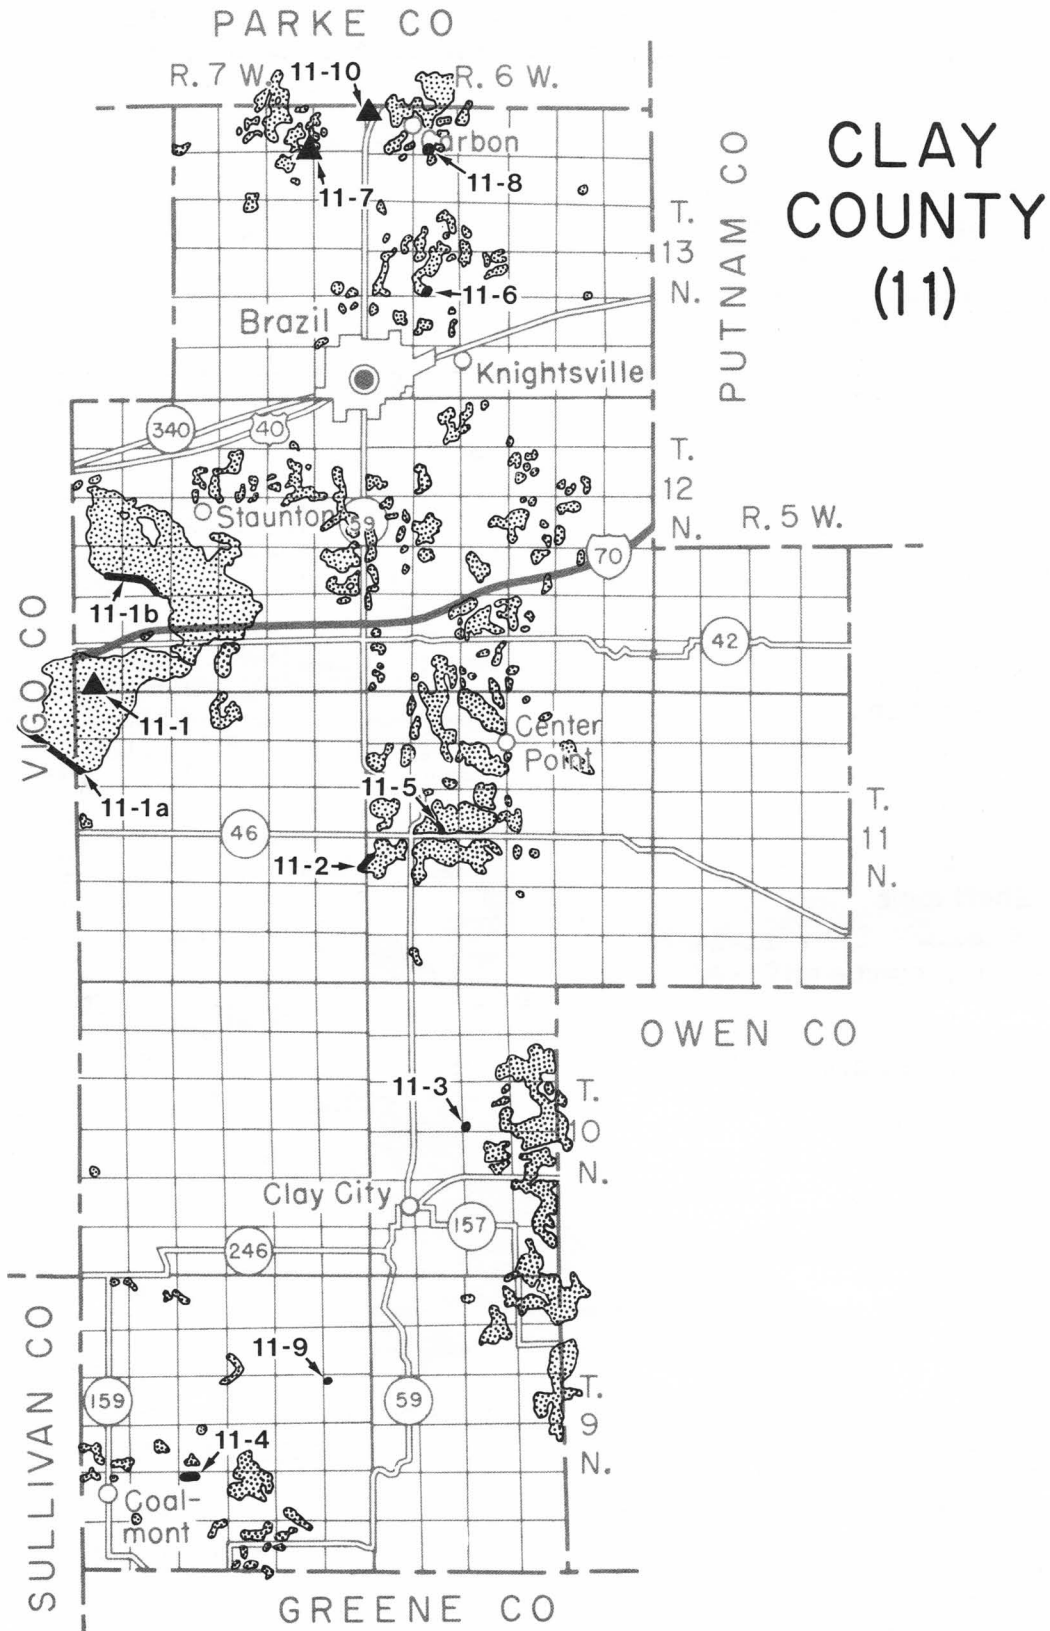 PARKE CO
R. 7 W.
11-10
R. 6 W.
CLAY
COUNTY
(11)
Carbon
11-7
11-8
PUTNAM CO
T.
13
N.
11-6
Brazil
Knightsville
340
40
T.
12
N.
R. 5 W.
Staunton
59
70
11-1b
VIGO CO
42
11-1
Center
Point
11-1a
11-5
T.
11
N.
46
11-2
OWEN CO
11-3
T.
10
N.
Clay City
157
246
SULLIVAN CO
11-9
159
59
T.
9
N.
11-4
Coal-
mont
GREENE CO